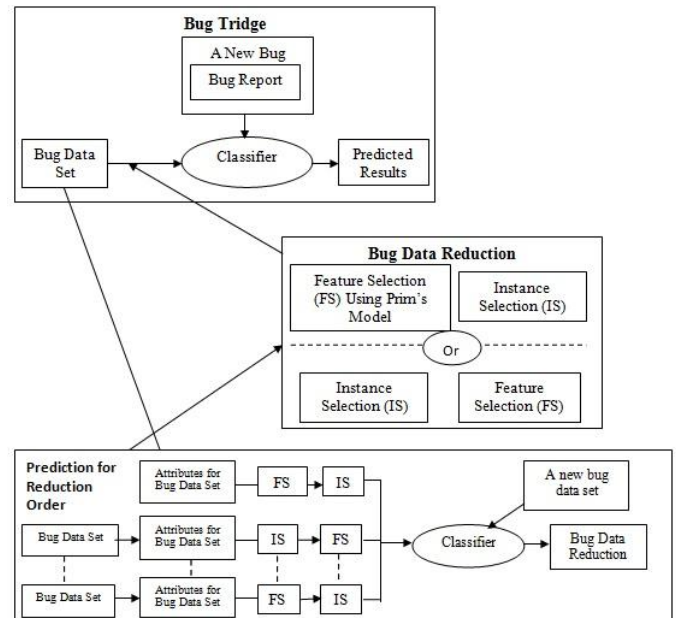 Bug Tridge
A New Bug
Bug Report
Bug Data
Set
Classifier
Predicted
Results
Bug Data Reduction
Feature Selection
(FS) Using Prim's
Model
Instance
Selection (IS)
Or
Instance
Selection (IS)
Feature
Selection (FS)
Prediction for
Reduction
Order
Attributes for
Bug Data Set
FS
IS
A new bug
data set
Bug Data Set
Attributes for
Bug Data Set
IS
FS
Classifier
Bug Data
Reduction
Bug Data Set
Attributes for
Bug Data Set
FS
IS